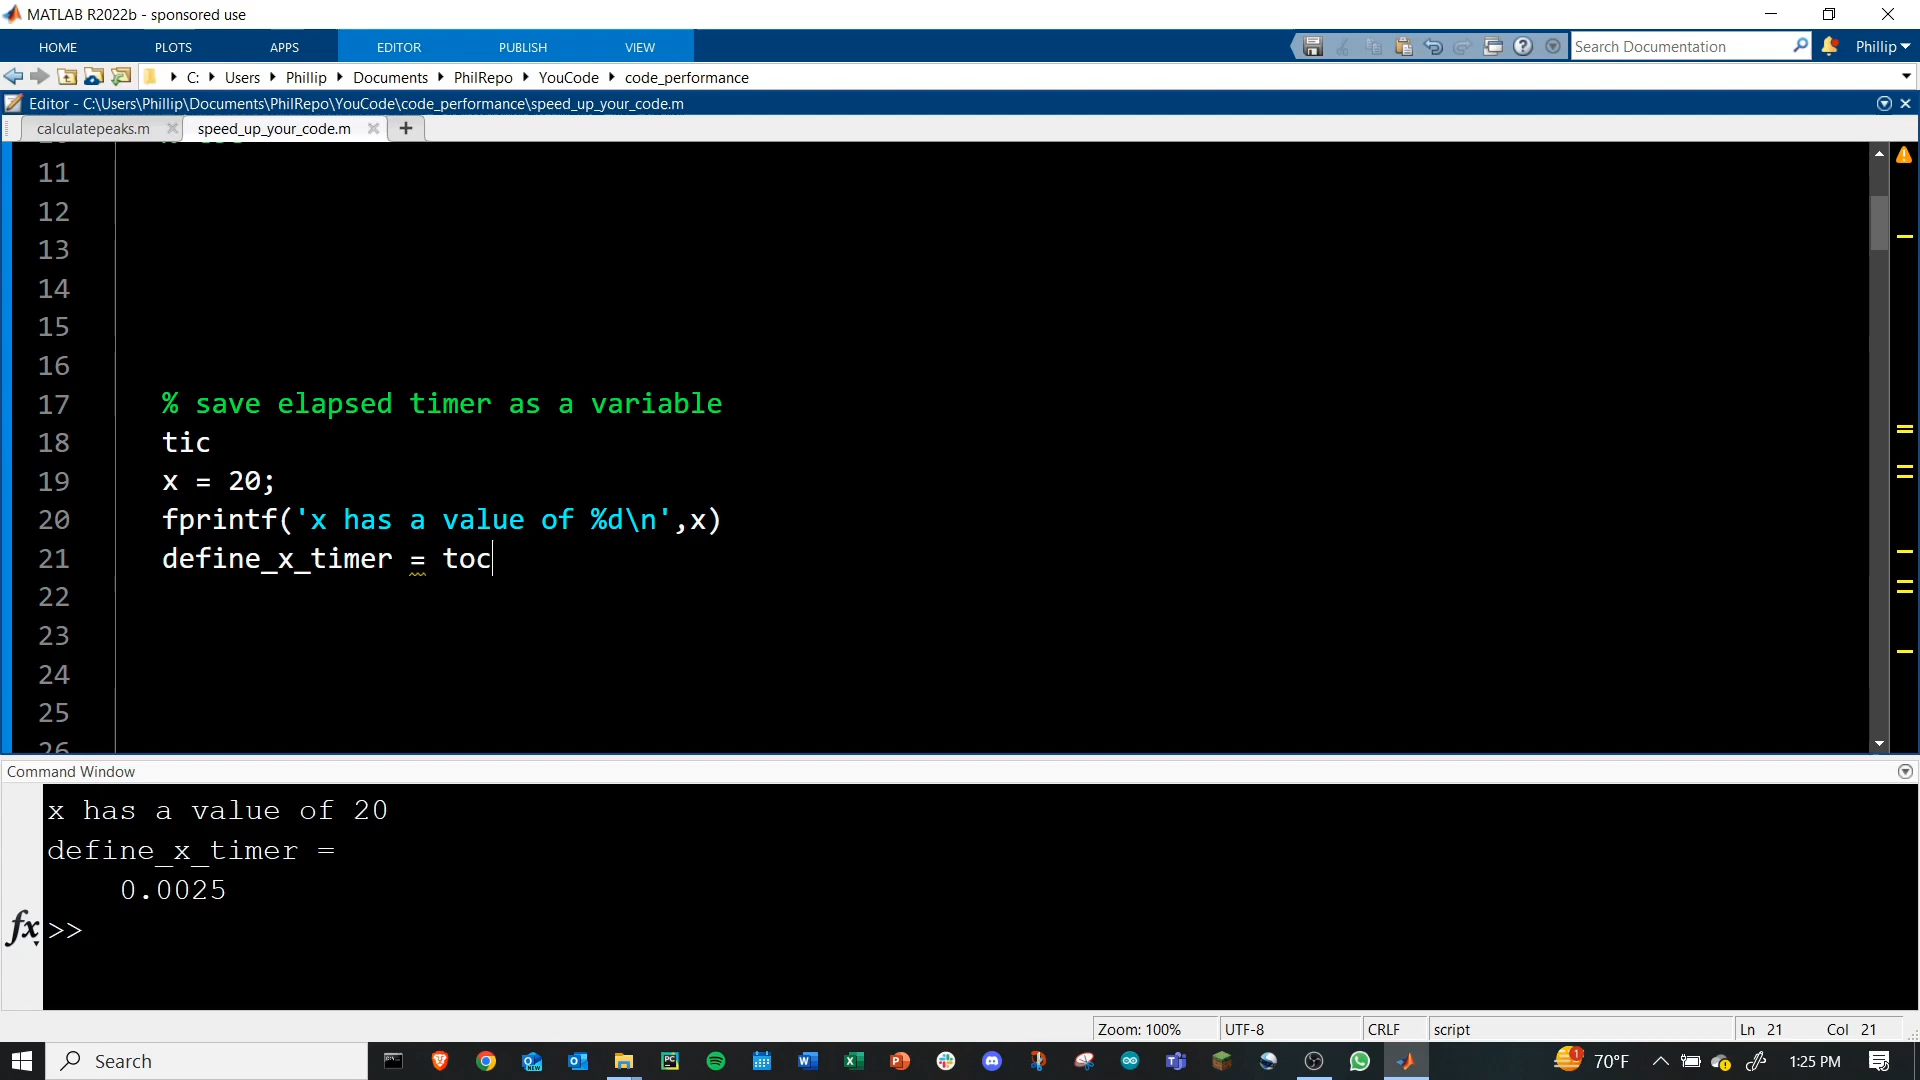 MATLAB R2022b - sponsored use
HOME PLOTS APPS EDITOR PUBLISH VIEW Search Documentation Phillip
C: Users Phillip Documents PhilRepo YouCode code_performance
Editor - C:\Users\Phillip\Documents\PhilRepo\YouCode\code_performance\speed_up_your_code.m
calculatepeaks.m speed_up_your_code.m
11
12
13
14
15
16
17 % save elapsed timer as a variable
18 tic
19 x = 20;
20 fprintf('x has a value of %d\n',x)
21 define_x_timer = toc
22
23
24
25
26
Command Window
x has a value of 20
define_x_timer =
0.0025
fx >>
Zoom: 100% UTF-8 CRLF script Ln 21 Col 21
Search 70°F 1:25 PM